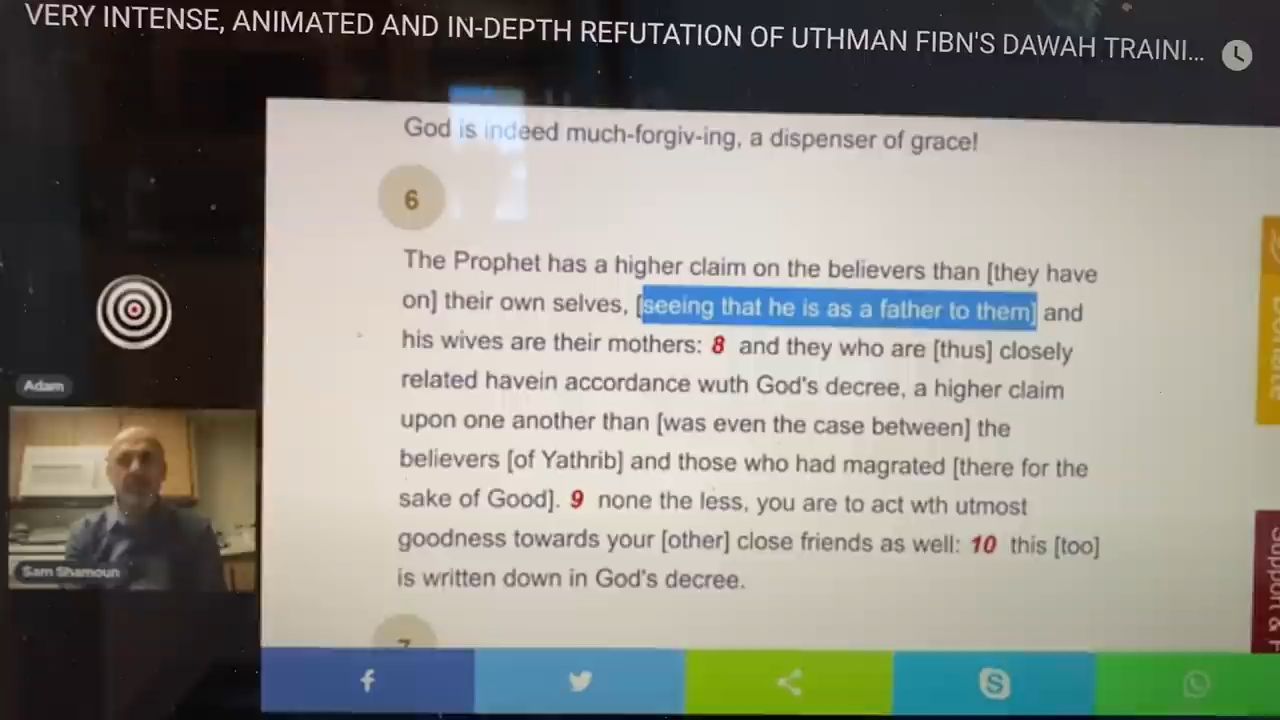 VERY INTENSE, ANIMATED AND IN-DEPTH REFUTATION OF UTHMAN FIBN'S DAWAH TRAINI...
God is indeed much-forgiv-ing, a dispenser of grace!
6
The Prophet has a higher claim on the believers than [they have
on] their own selves, [seeing that he is as a father to them] and
his wives are their mothers: 8 and they who are [thus] closely
related havein accordance wuth God's decree, a higher claim
upon one another than [was even the case between] the
believers [of Yathrib] and those who had magrated [there for the
sake of Good]. 9 none the less, you are to act wth utmost
goodness towards your [other] close friends as well: 10 this [too]
is written down in God's decree.
Adam
Sam Shamoun